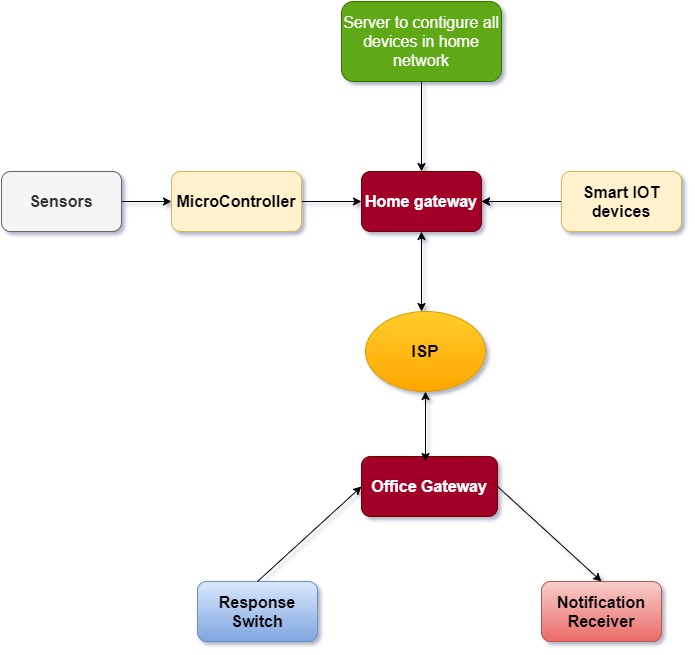 Server to configure all
devices in home
network
Sensors
MicroController
Home gateway
Smart IOT
devices
ISP
Office Gateway
Response
Switch
Notification
Receiver